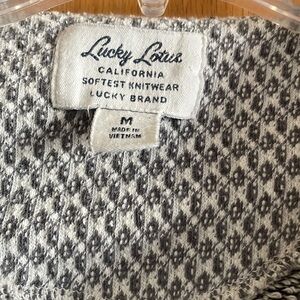 Lucky Lotus
CALIFORNIA
SOFTEST KNITWEAR
LUCKY BRAND
M
MADE IN
VIETNAM